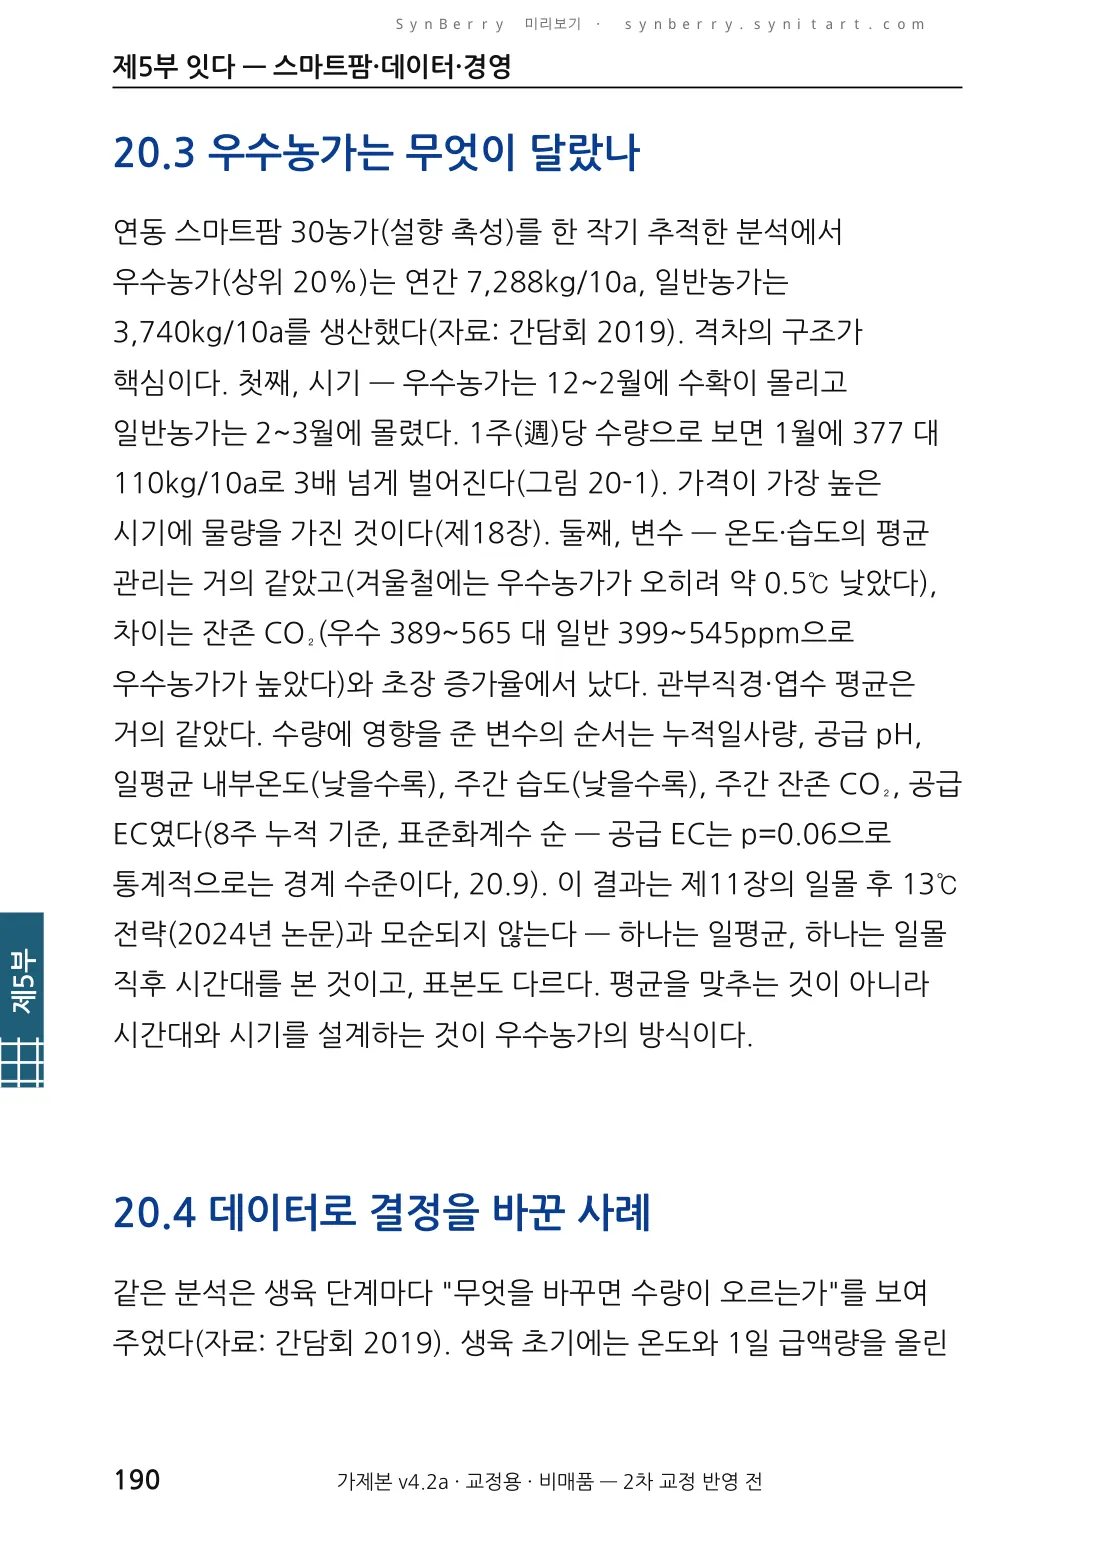 SynBerry 미리보기 · synberry.synitart.com
제5부 잇다 — 스마트팜·데이터·경영
20.3 우수농가는 무엇이 달랐나
연동 스마트팜 30농가(설향 촉성)를 한 작기 추적한 분석에서
우수농가(상위 20%)는 연간 7,288kg/10a, 일반농가는
3,740kg/10a를 생산했다(자료: 간담회 2019). 격차의 구조가
핵심이다. 첫째, 시기 — 우수농가는 12~2월에 수확이 몰리고
일반농가는 2~3월에 몰렸다. 1주(週)당 수량으로 보면 1월에 377 대
110kg/10a로 3배 넘게 벌어진다(그림 20-1). 가격이 가장 높은
시기에 물량을 가진 것이다(제18장). 둘째, 변수 — 온도·습도의 평균
관리는 거의 같았고(겨울철에는 우수농가가 오히려 약 0.5℃ 낮았다),
차이는 잔존 CO₂(우수 389~565 대 일반 399~545ppm으로
우수농가가 높았다)와 초장 증가율에서 났다. 관부직경·엽수 평균은
거의 같았다. 수량에 영향을 준 변수의 순서는 누적일사량, 공급 pH,
일평균 내부온도(낮을수록), 주간 습도(낮을수록), 주간 잔존 CO₂, 공급
EC였다(8주 누적 기준, 표준화계수 순 — 공급 EC는 p=0.06으로
통계적으로는 경계 수준이다, 20.9). 이 결과는 제11장의 일몰 후 13℃
전략(2024년 논문)과 모순되지 않는다 — 하나는 일평균, 하나는 일몰
직후 시간대를 본 것이고, 표본도 다르다. 평균을 맞추는 것이 아니라
시간대와 시기를 설계하는 것이 우수농가의 방식이다.
제5부
20.4 데이터로 결정을 바꾼 사례
같은 분석은 생육 단계마다 "무엇을 바꾸면 수량이 오르는가"를 보여
주었다(자료: 간담회 2019). 생육 초기에는 온도와 1일 급액량을 올린
190
가제본 v4.2a · 교정용 · 비매품 — 2차 교정 반영 전